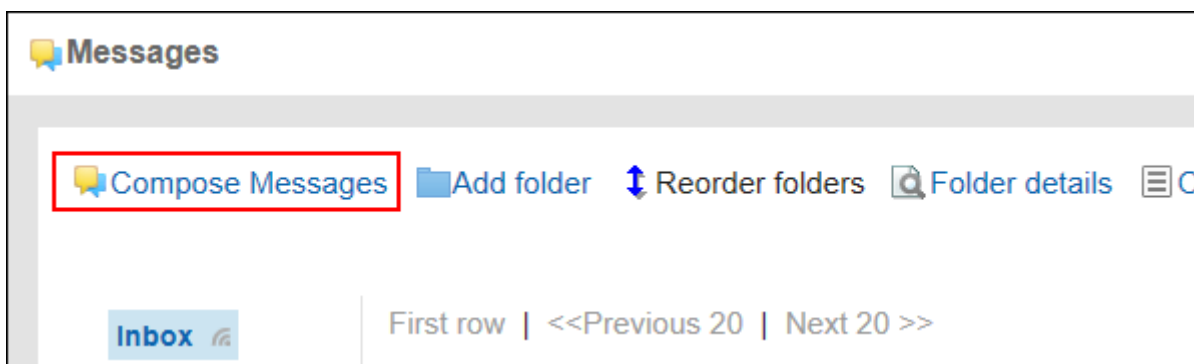 Messages
Compose Messages Add folder Reorder folders Folder details
Inbox First row | <<Previous 20 | Next 20 >>